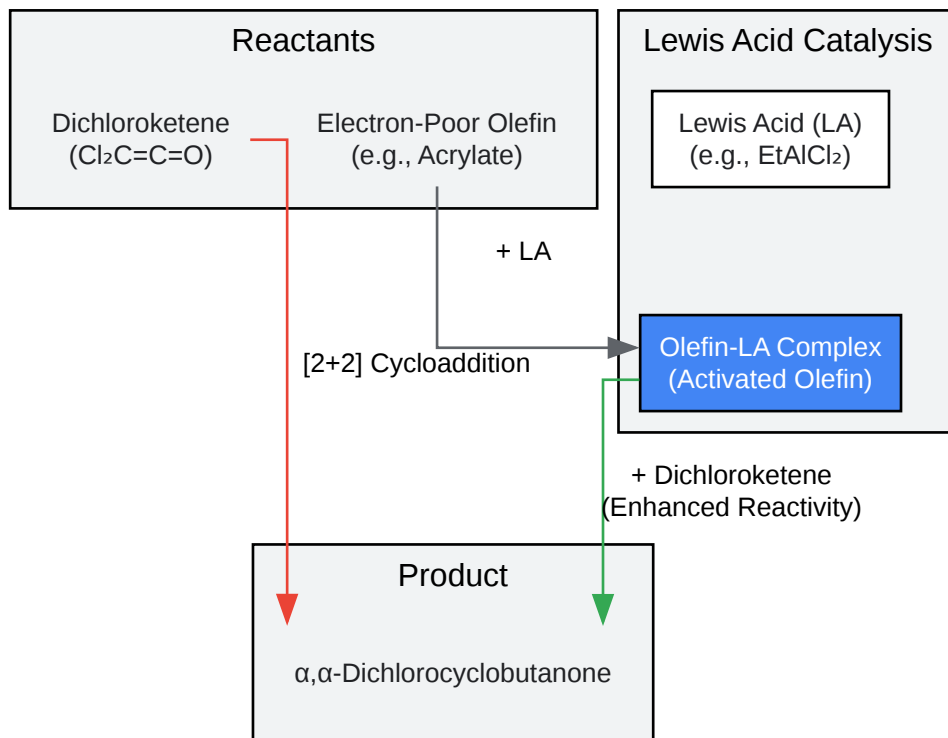 Reactants
Lewis Acid Catalysis
Dichloroketene
(Cl₂C=C=O)
Electron-Poor Olefin
(e.g., Acrylate)
Lewis Acid (LA)
(e.g., EtAlCl₂)
+ LA
[2+2] Cycloaddition
Olefin-LA Complex
(Activated Olefin)
+ Dichloroketene
(Enhanced Reactivity)
Product
α,α-Dichlorocyclobutanone